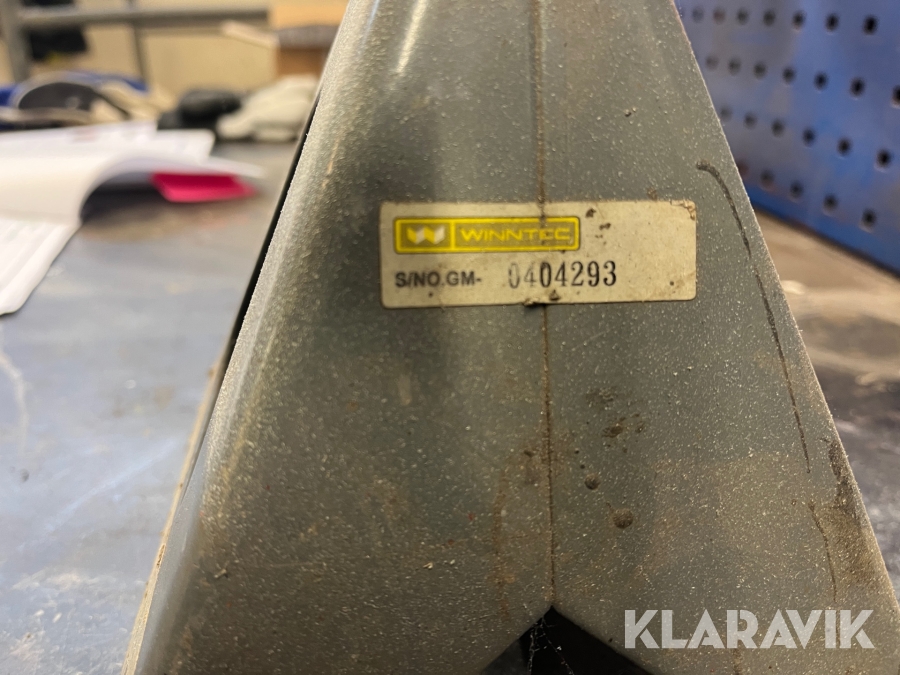 WINNTEC
S/NO.GM- 0404293
KLARAVIK